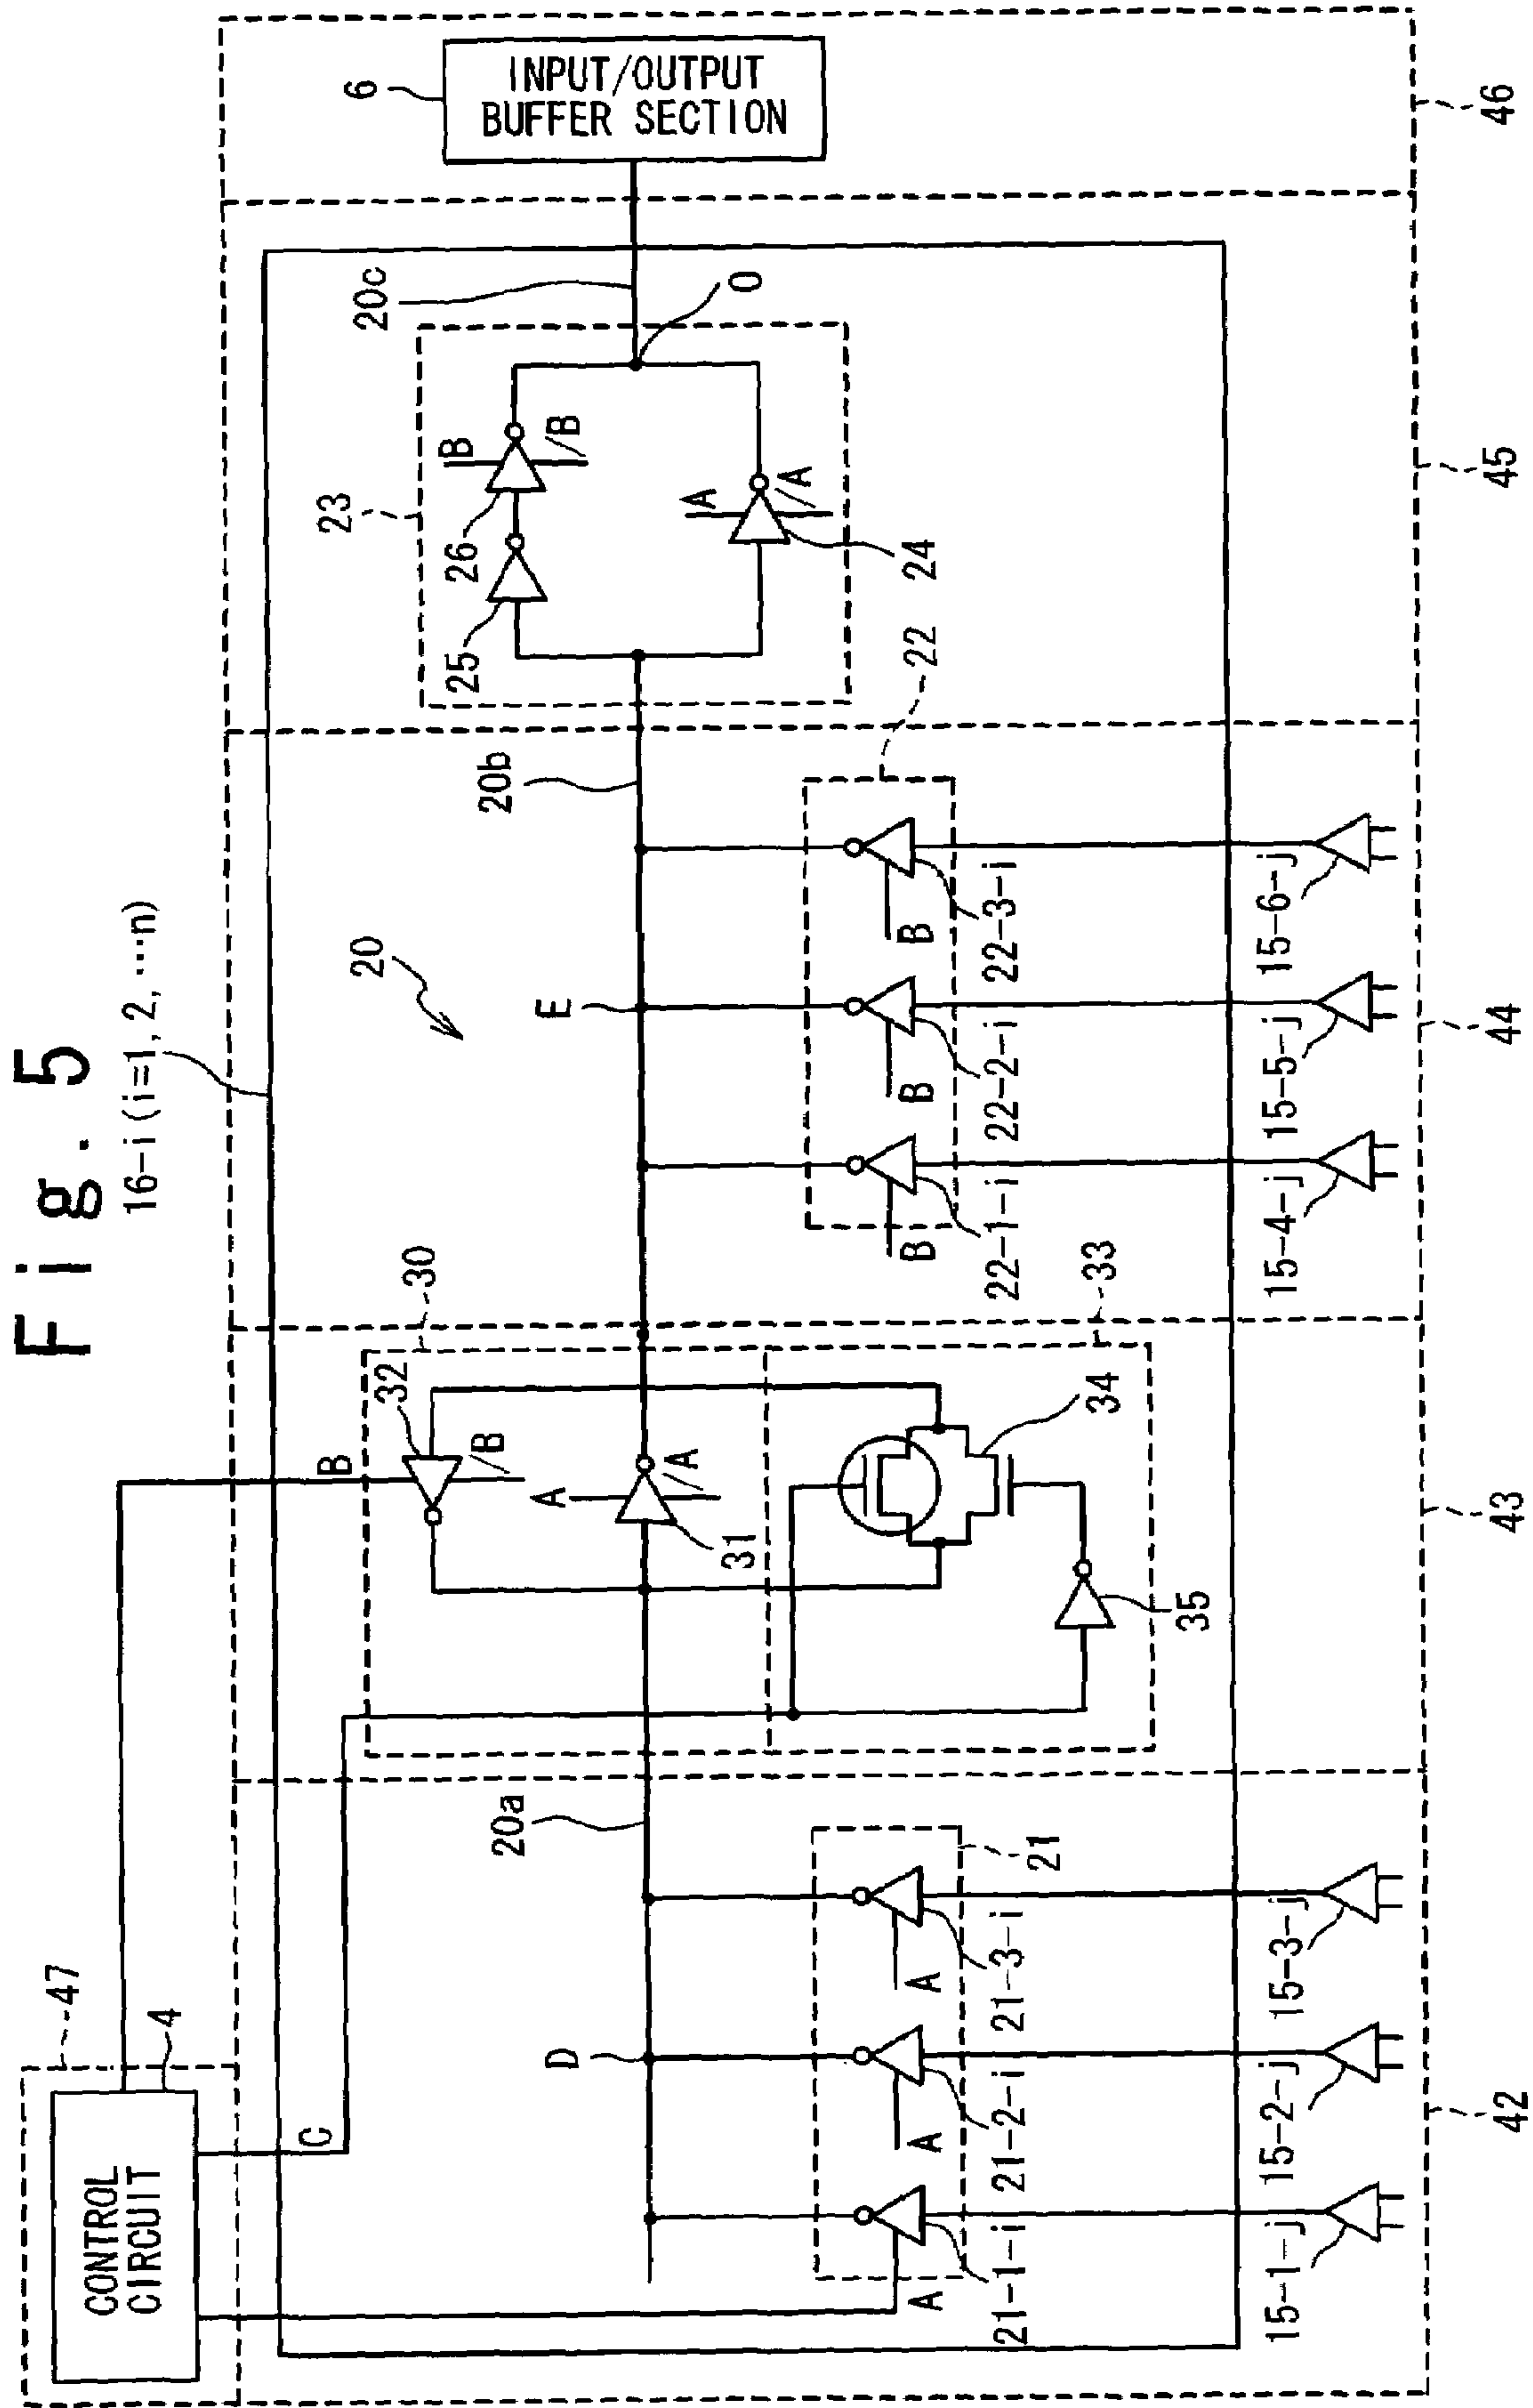 Fig. 5
16-i(i=1, 2, ···n)
47
CONTROL
CIRCUIT
4
C
B
30
32
/B
A
/A
31
33
34
35
20
20a
D
21
A
21-1-i
A
21-2-i
A
21-3-i
15-1-j
15-2-j
15-3-j
42
43
E
20b
22
B
22-1-i
B
22-2-i
B
22-3-i
15-4-j
15-5-j
15-6-j
44
23
25
26
B
/B
A
/A
24
O
20c
45
6
INPUT/OUTPUT
BUFFER SECTION
46